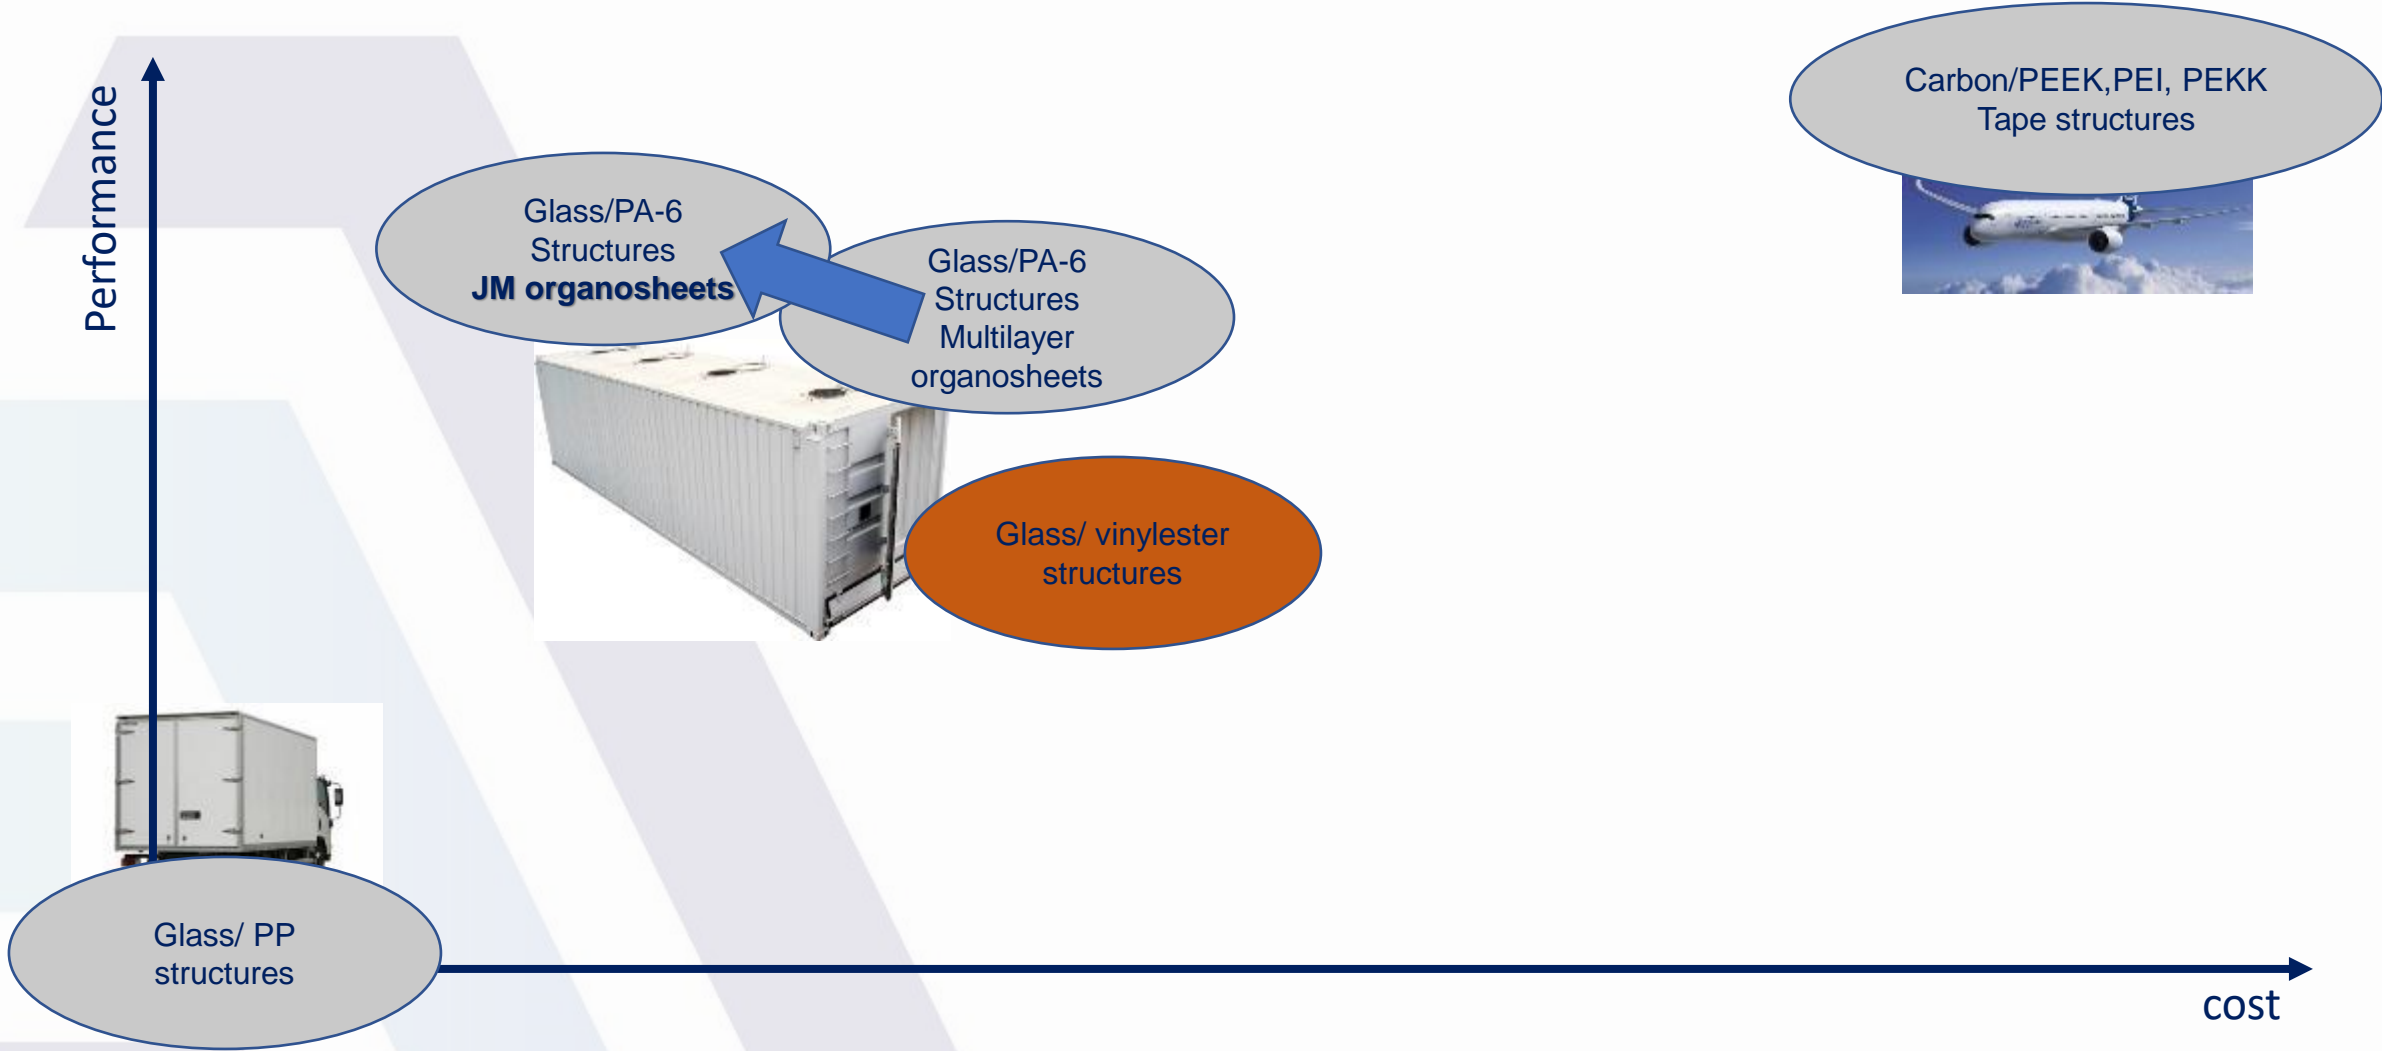 Performance
Carbon/PEEK,PEI, PEKK
Tape structures
Glass/PA-6
Structures
JM organosheets
Glass/PA-6
Structures
Multilayer
organosheets
Glass/ vinylester
structures
Glass/ PP
structures
cost